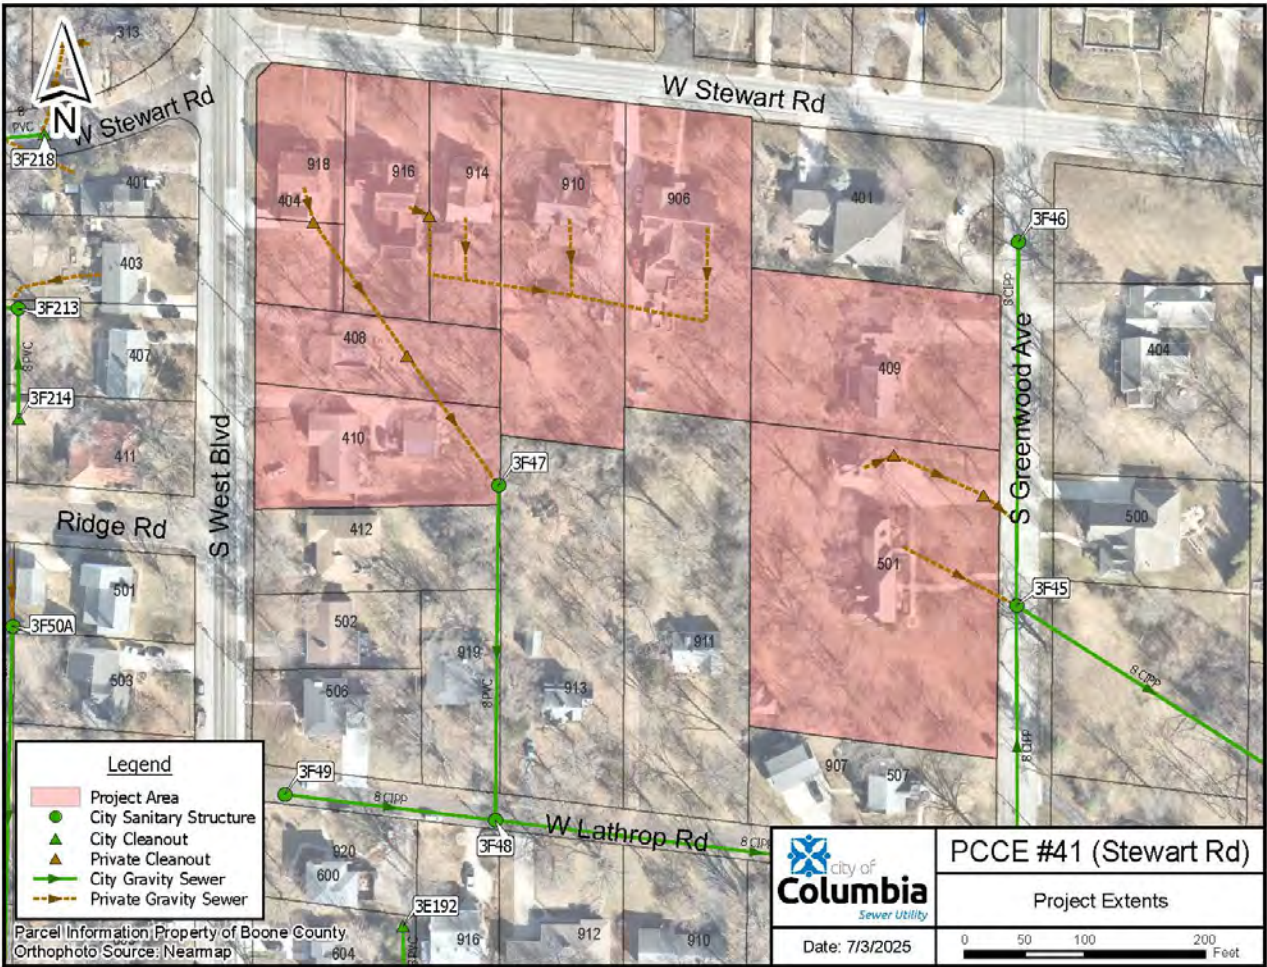 313
W Stewart Rd
W Stewart Rd
N
8
PVC
3F218
401
918
916
914
910
906
401
404
3F46
403
3F213
8 CIPP
407
8 PVC
408
409
404
S Greenwood Ave
3F214
S West Blvd
410
411
3F47
Ridge Rd
412
500
501
501
3F45
3F50A
502
919
911
8 CIPP
503
506
8 PVC
913
8 CIPP
907
507
3F49
8 CIPP
W Lathrop Rd
8 CIPP
3F48
920
600
3E192
916
912
910
604
8 PVC
Legend
Project Area
City Sanitary Structure
City Cleanout
Private Cleanout
City Gravity Sewer
Private Gravity Sewer
Parcel Information Property of Boone County
Orthophoto Source: Nearmap
city of
Columbia
Sewer Utility
Date: 7/3/2025
PCCE #41 (Stewart Rd)
Project Extents
0 50 100 200
Feet